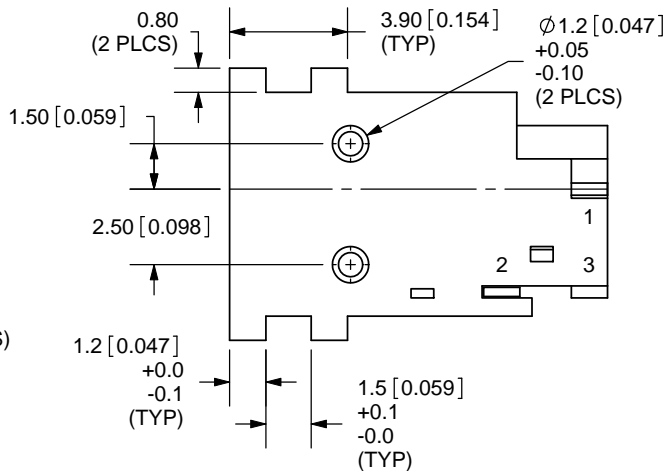 0.80
(2 PLCS)
3.90 [0.154]
(TYP)
Ø1.2 [0.047]
+0.05
-0.10
(2 PLCS)
1.50 [0.059]
2.50 [0.098]
1
2
3
S)
1.2 [0.047]
+0.0
-0.1
(TYP)
1.5 [0.059]
+0.1
-0.0
(TYP)